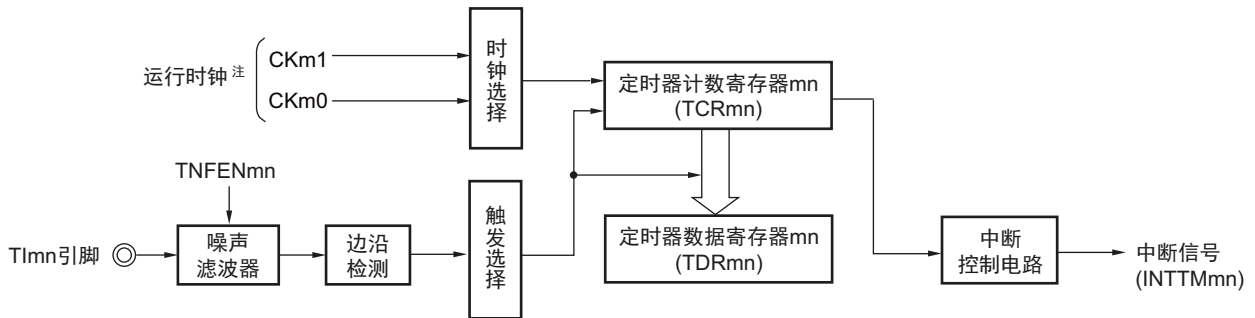 运行时钟 注
CKm1
CKm0
时钟选择
定时器计数寄存器mn
(TCRmn)
TNFENmn
TImn引脚
噪声
滤波器
边沿
检测
触发选择
定时器数据寄存器mn
(TDRmn)
中断
控制电路
中断信号
(INTTMmn)